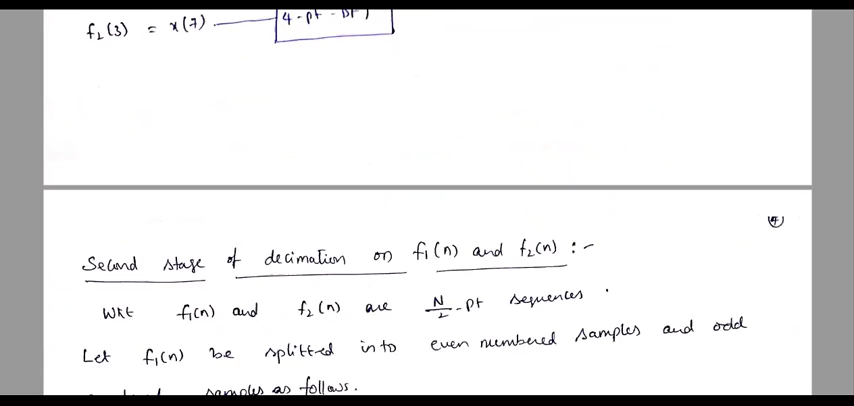 f₂(3) = x(7)
4-pt-DFT
④
Second stage of decimation on f₁(n) and f₂(n) :-
WKT f₁(n) and f₂(n) are N/2-pt sequences.
Let f₁(n) be splitted into even numbered samples and odd
samples as follows.